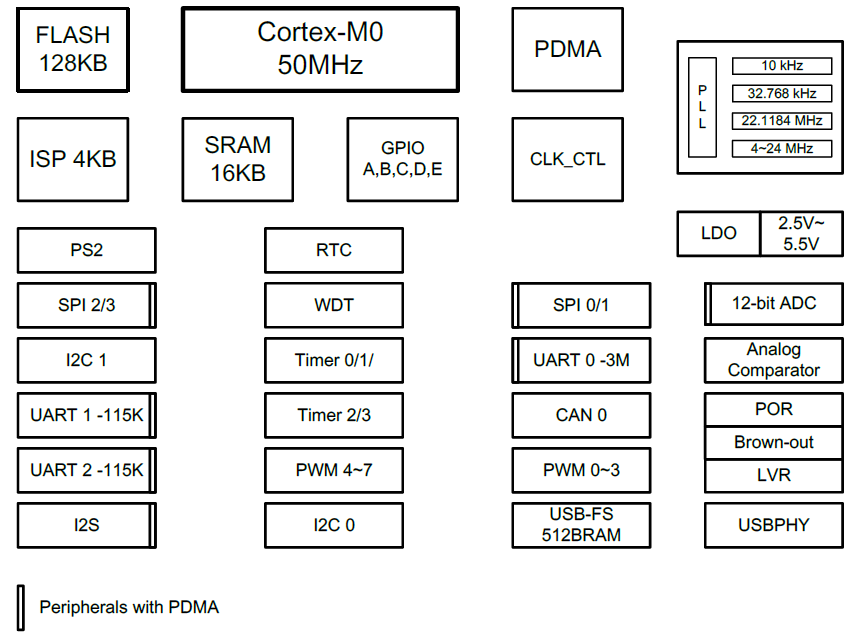 FLASH
128KB
Cortex-M0
50MHz
PDMA
P
L
L
10 kHz
32.768 kHz
22.1184 MHz
4~24 MHz
ISP 4KB
SRAM
16KB
GPIO
A,B,C,D,E
CLK_CTL
LDO
2.5V~
5.5V
PS2
RTC
SPI 2/3
WDT
SPI 0/1
12-bit ADC
I2C 1
Timer 0/1/
UART 0 -3M
Analog
Comparator
UART 1 -115K
Timer 2/3
CAN 0
POR
Brown-out
LVR
UART 2 -115K
PWM 4~7
PWM 0~3
I2S
I2C 0
USB-FS
512BRAM
USBPHY
Peripherals with PDMA